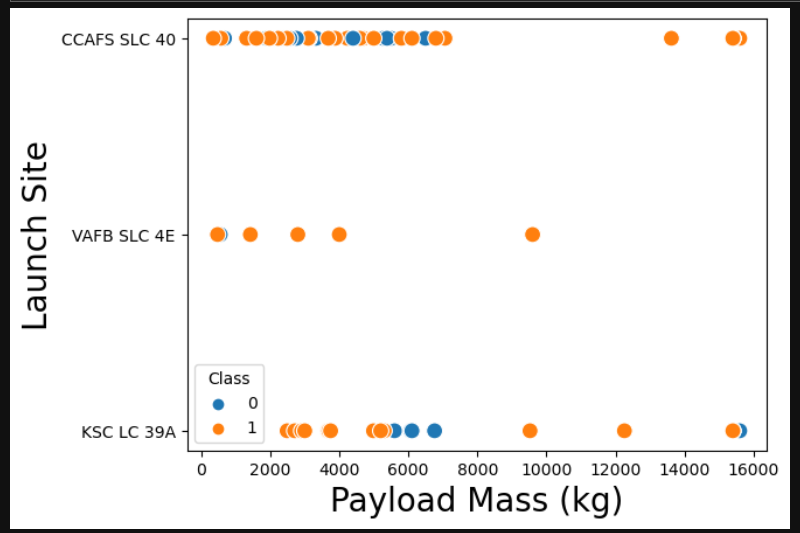 CCAFS SLC 40
VAFB SLC 4E
KSC LC 39A
Launch Site
Class
0
1
0 2000 4000 6000 8000 10000 12000 14000 16000
Payload Mass (kg)